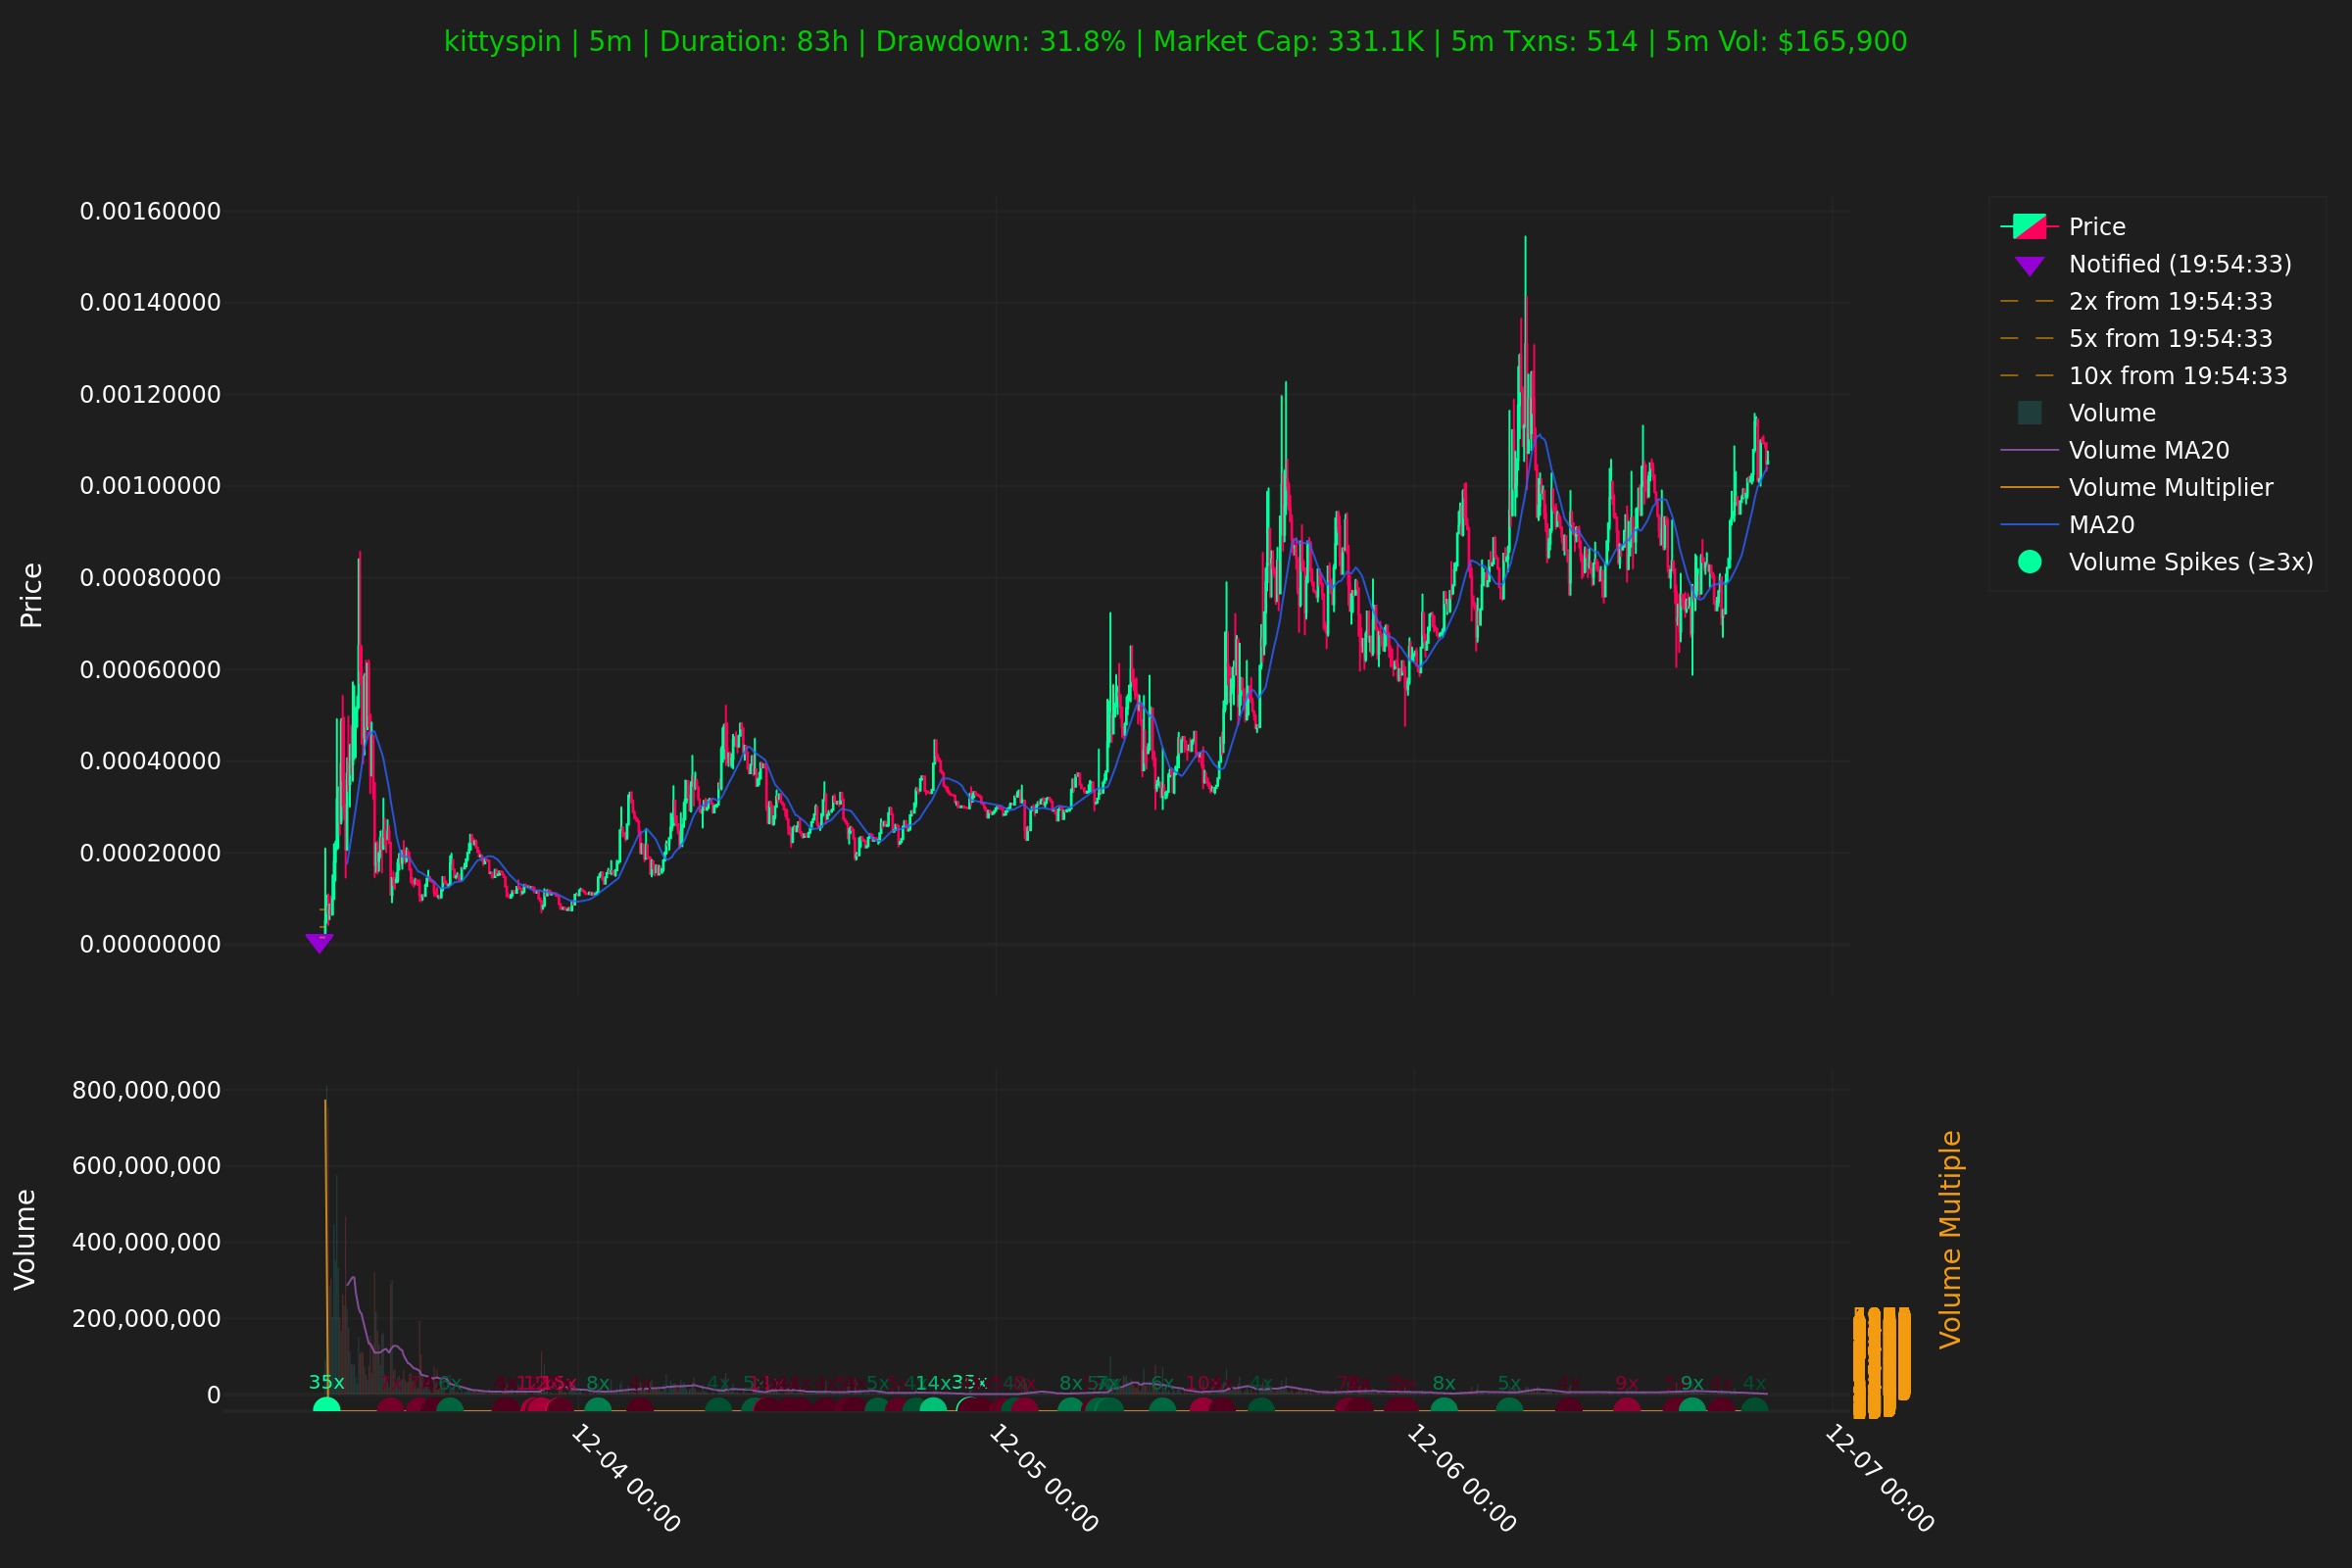 kittyspin | 5m | Duration: 83h | Drawdown: 31.8% | Market Cap: 331.1K | 5m Txns: 514 | 5m Vol: $165,900
0.00160000
0.00140000
0.00120000
0.00100000
0.00080000
0.00060000
0.00040000
0.00020000
0.00000000
Price
Price
Notified (19:54:33)
2x from 19:54:33
5x from 19:54:33
10x from 19:54:33
Volume
Volume MA20
Volume Multiplier
MA20
Volume Spikes (≥3x)
800,000,000
600,000,000
400,000,000
200,000,000
0
Volume
Volume Multiple
35x
8x
4x
5x
14x
35x
8x
6x
10x
4x
8x
5x
9x
9x
4x
12-04 00:00
12-05 00:00
12-06 00:00
12-07 00:00